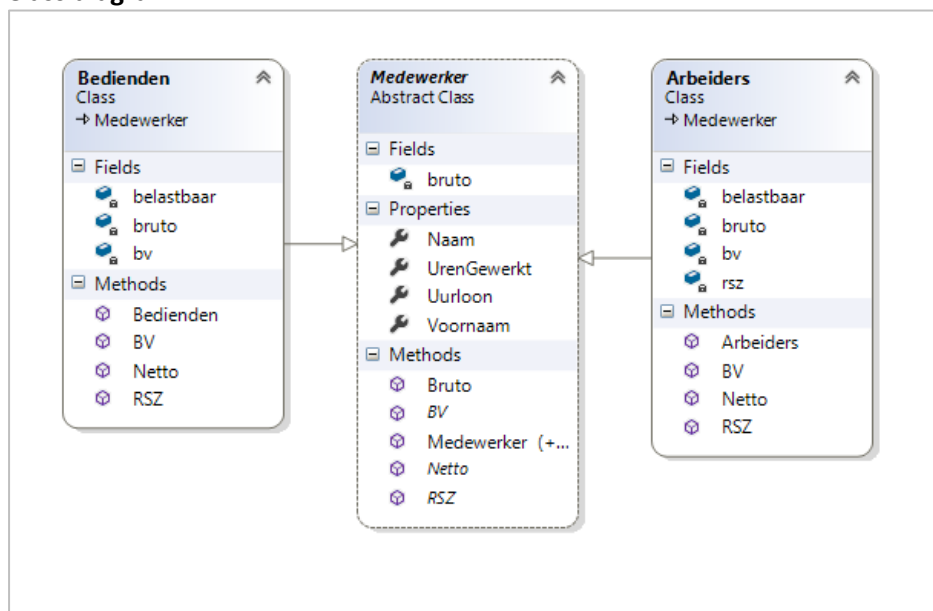 Bedienden
Class
Medewerker
Fields
belastbaar
bruto
bv
Methods
Bedienden
BV
Netto
RSZ
Medewerker
Abstract Class
Fields
bruto
Properties
Naam
UrenGewerkt
Uurloon
Voornaam
Methods
Bruto
BV
Medewerker (+...
Netto
RSZ
Arbeiders
Class
Medewerker
Fields
belastbaar
bruto
bv
rsz
Methods
Arbeiders
BV
Netto
RSZ